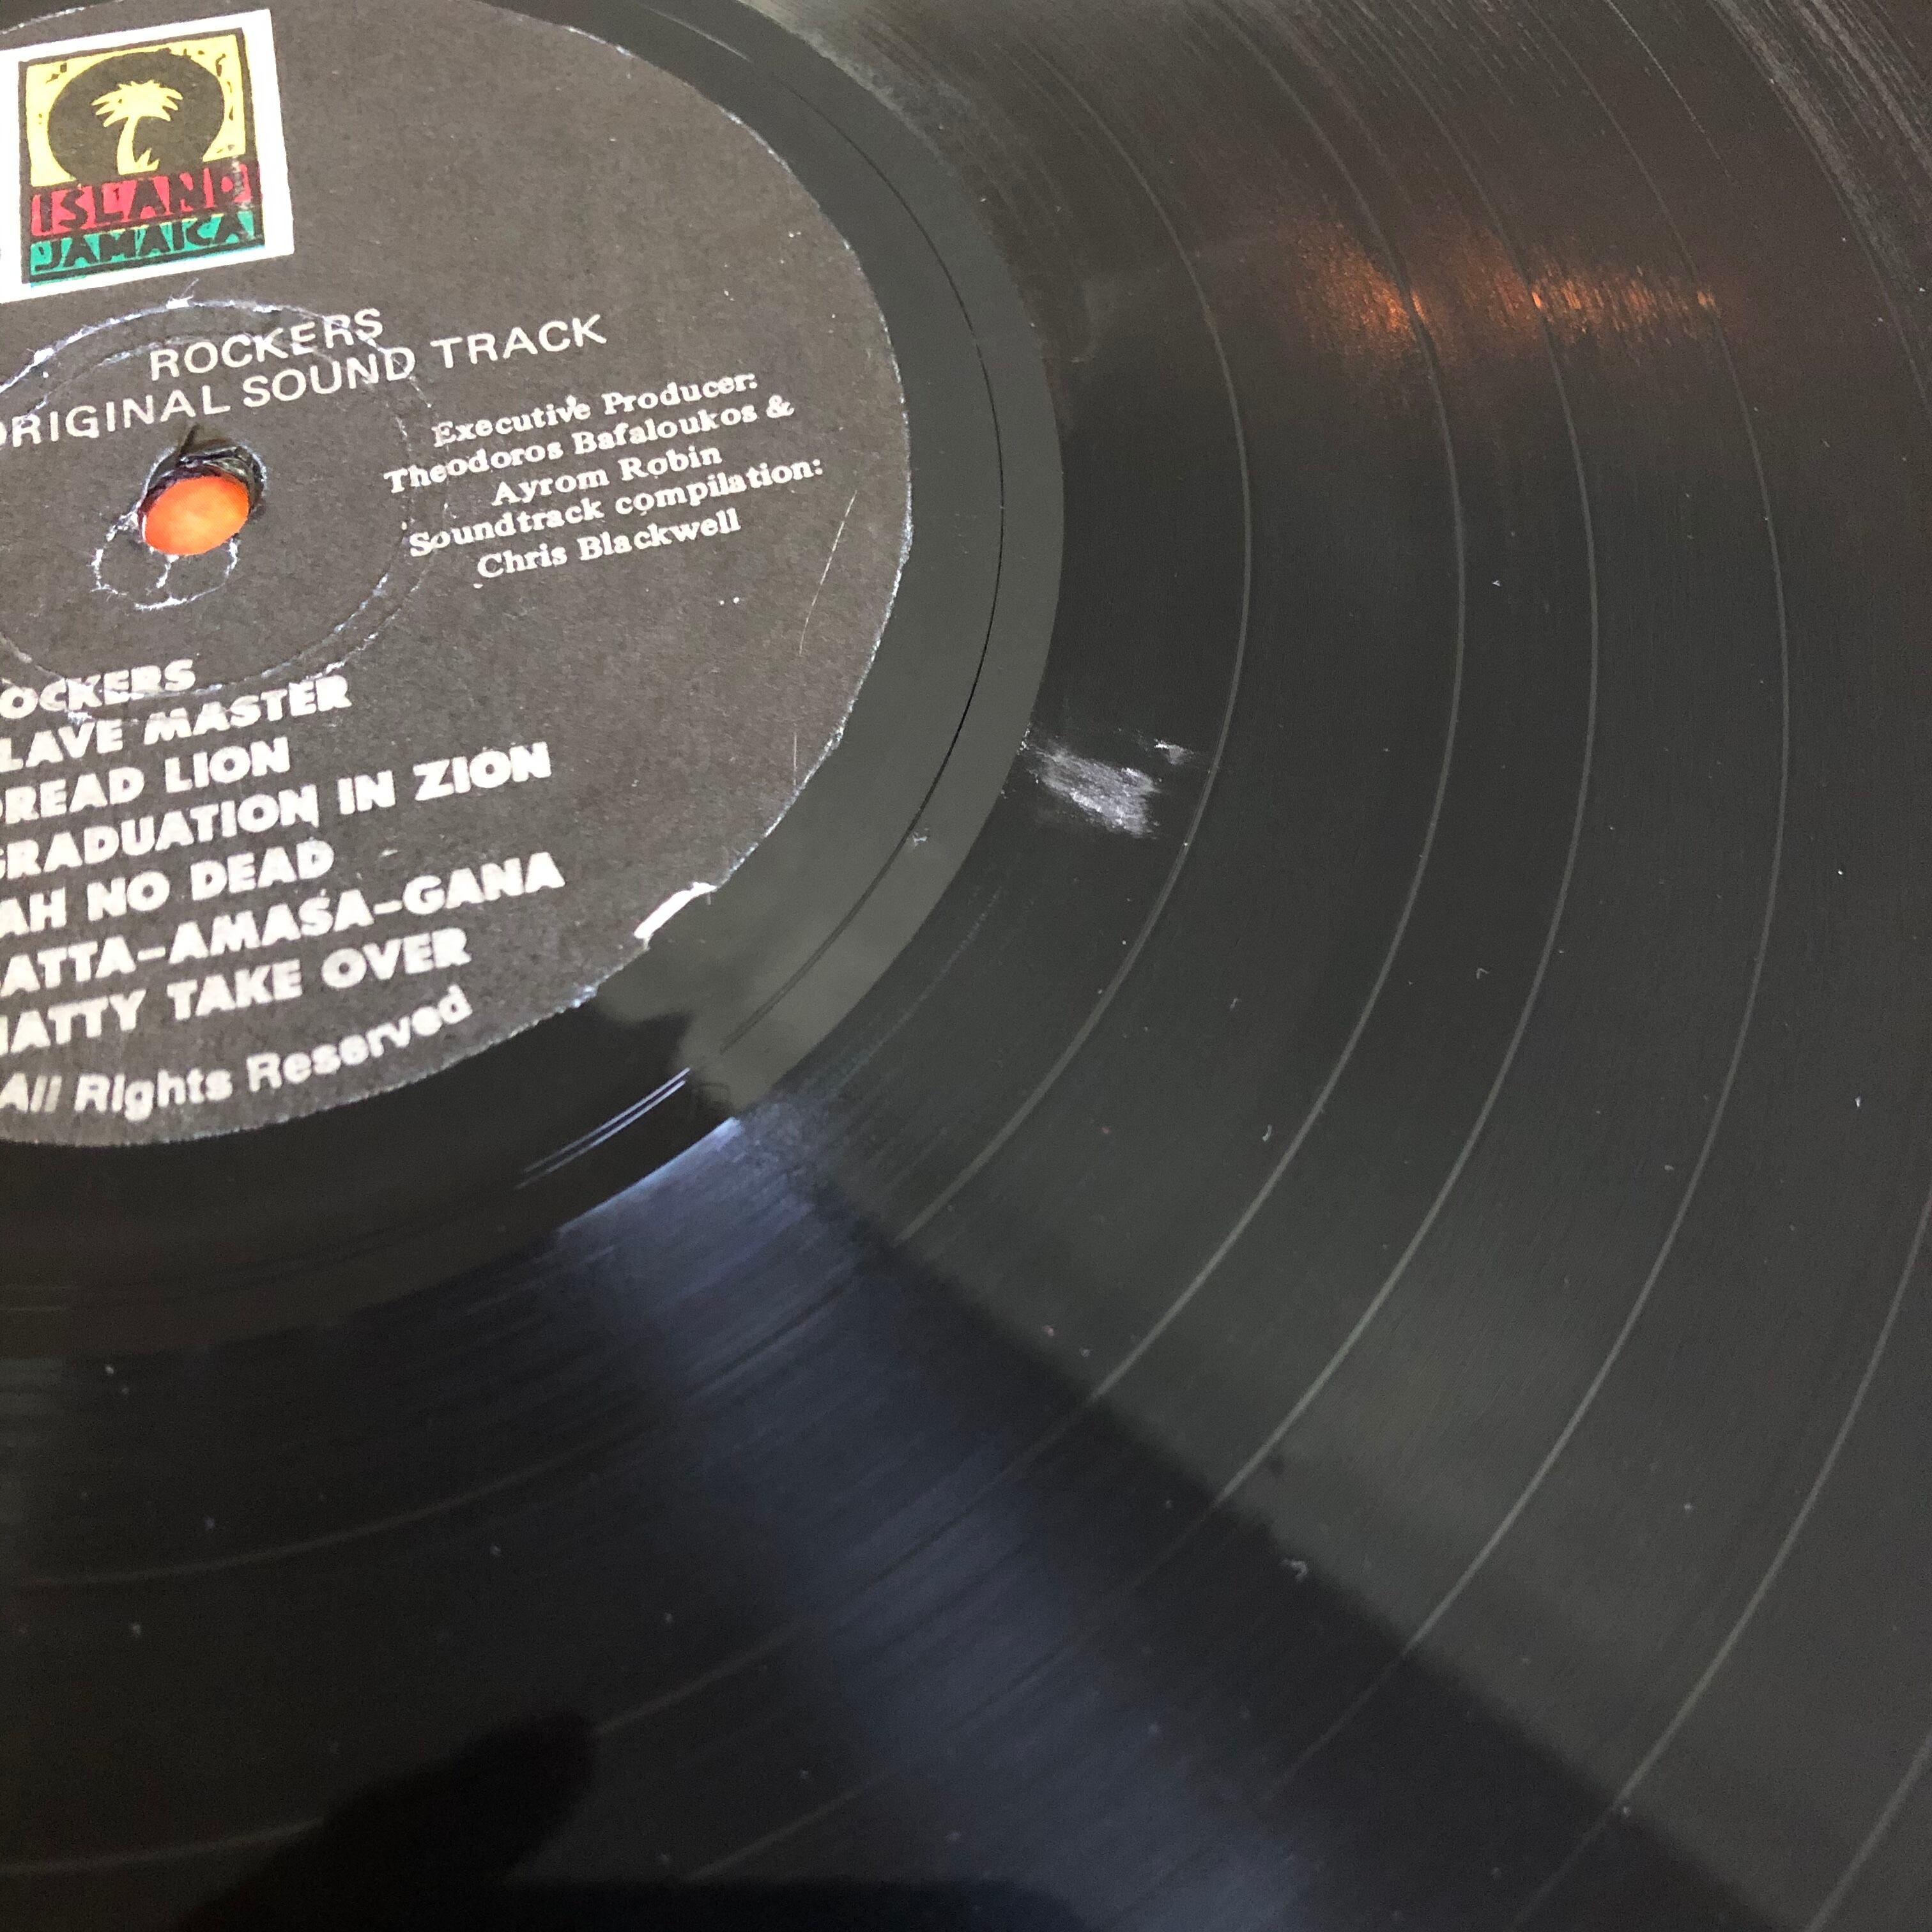 ISLAND
JAMAICA
ROCKERS
ORIGINAL SOUND TRACK
Executive Producer:
Theodoros Bafaloukos &
Ayrom Robin
Soundtrack compilation:
Chris Blackwell
OCKERS
LAVE MASTER
READ LION
GRADUATION IN ZION
AH NO DEAD
ATTA-AMASA-GANA
NATTY TAKE OVER
All Rights Reserved